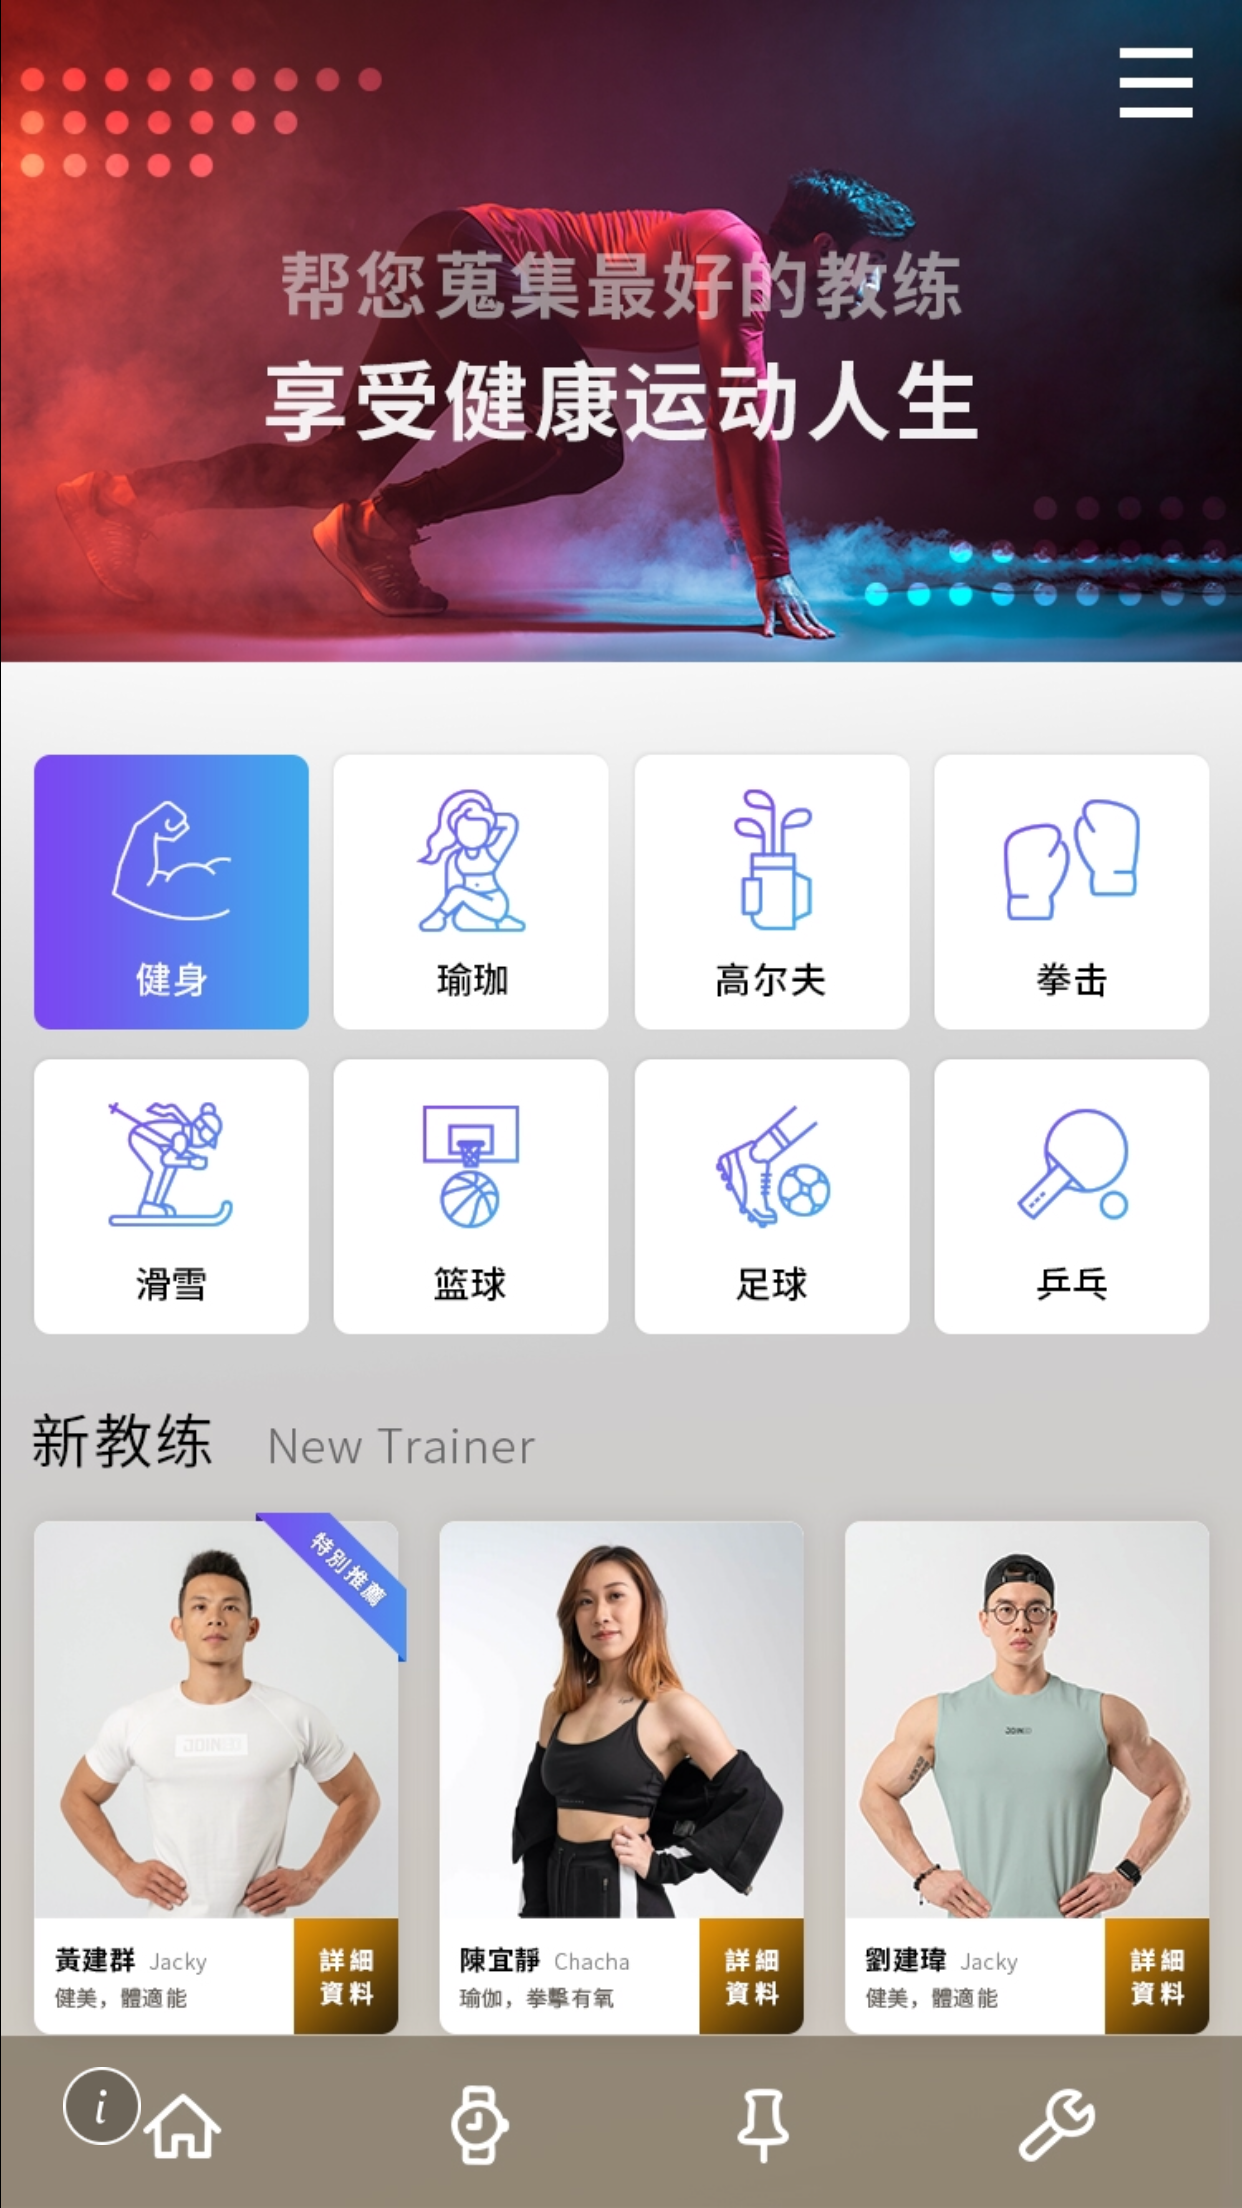 帮您蒐集最好的教练
享受健康运动人生
健身
瑜珈
高尔夫
拳击
滑雪
篮球
足球
乒乓
新教练 New Trainer
特別推薦
JOIN
JOIN
黃建群 Jacky
健美，體適能
詳細
資料
陳宜靜 Chacha
瑜伽，拳擊有氧
詳細
資料
劉建瑋 Jacky
健美，體適能
詳細
資料
i